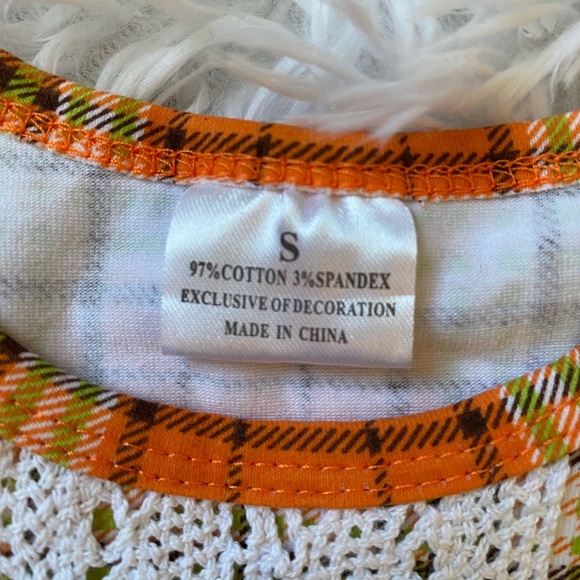 S
97%COTTON 3%SPANDEX
EXCLUSIVE OF DECORATION
MADE IN CHINA